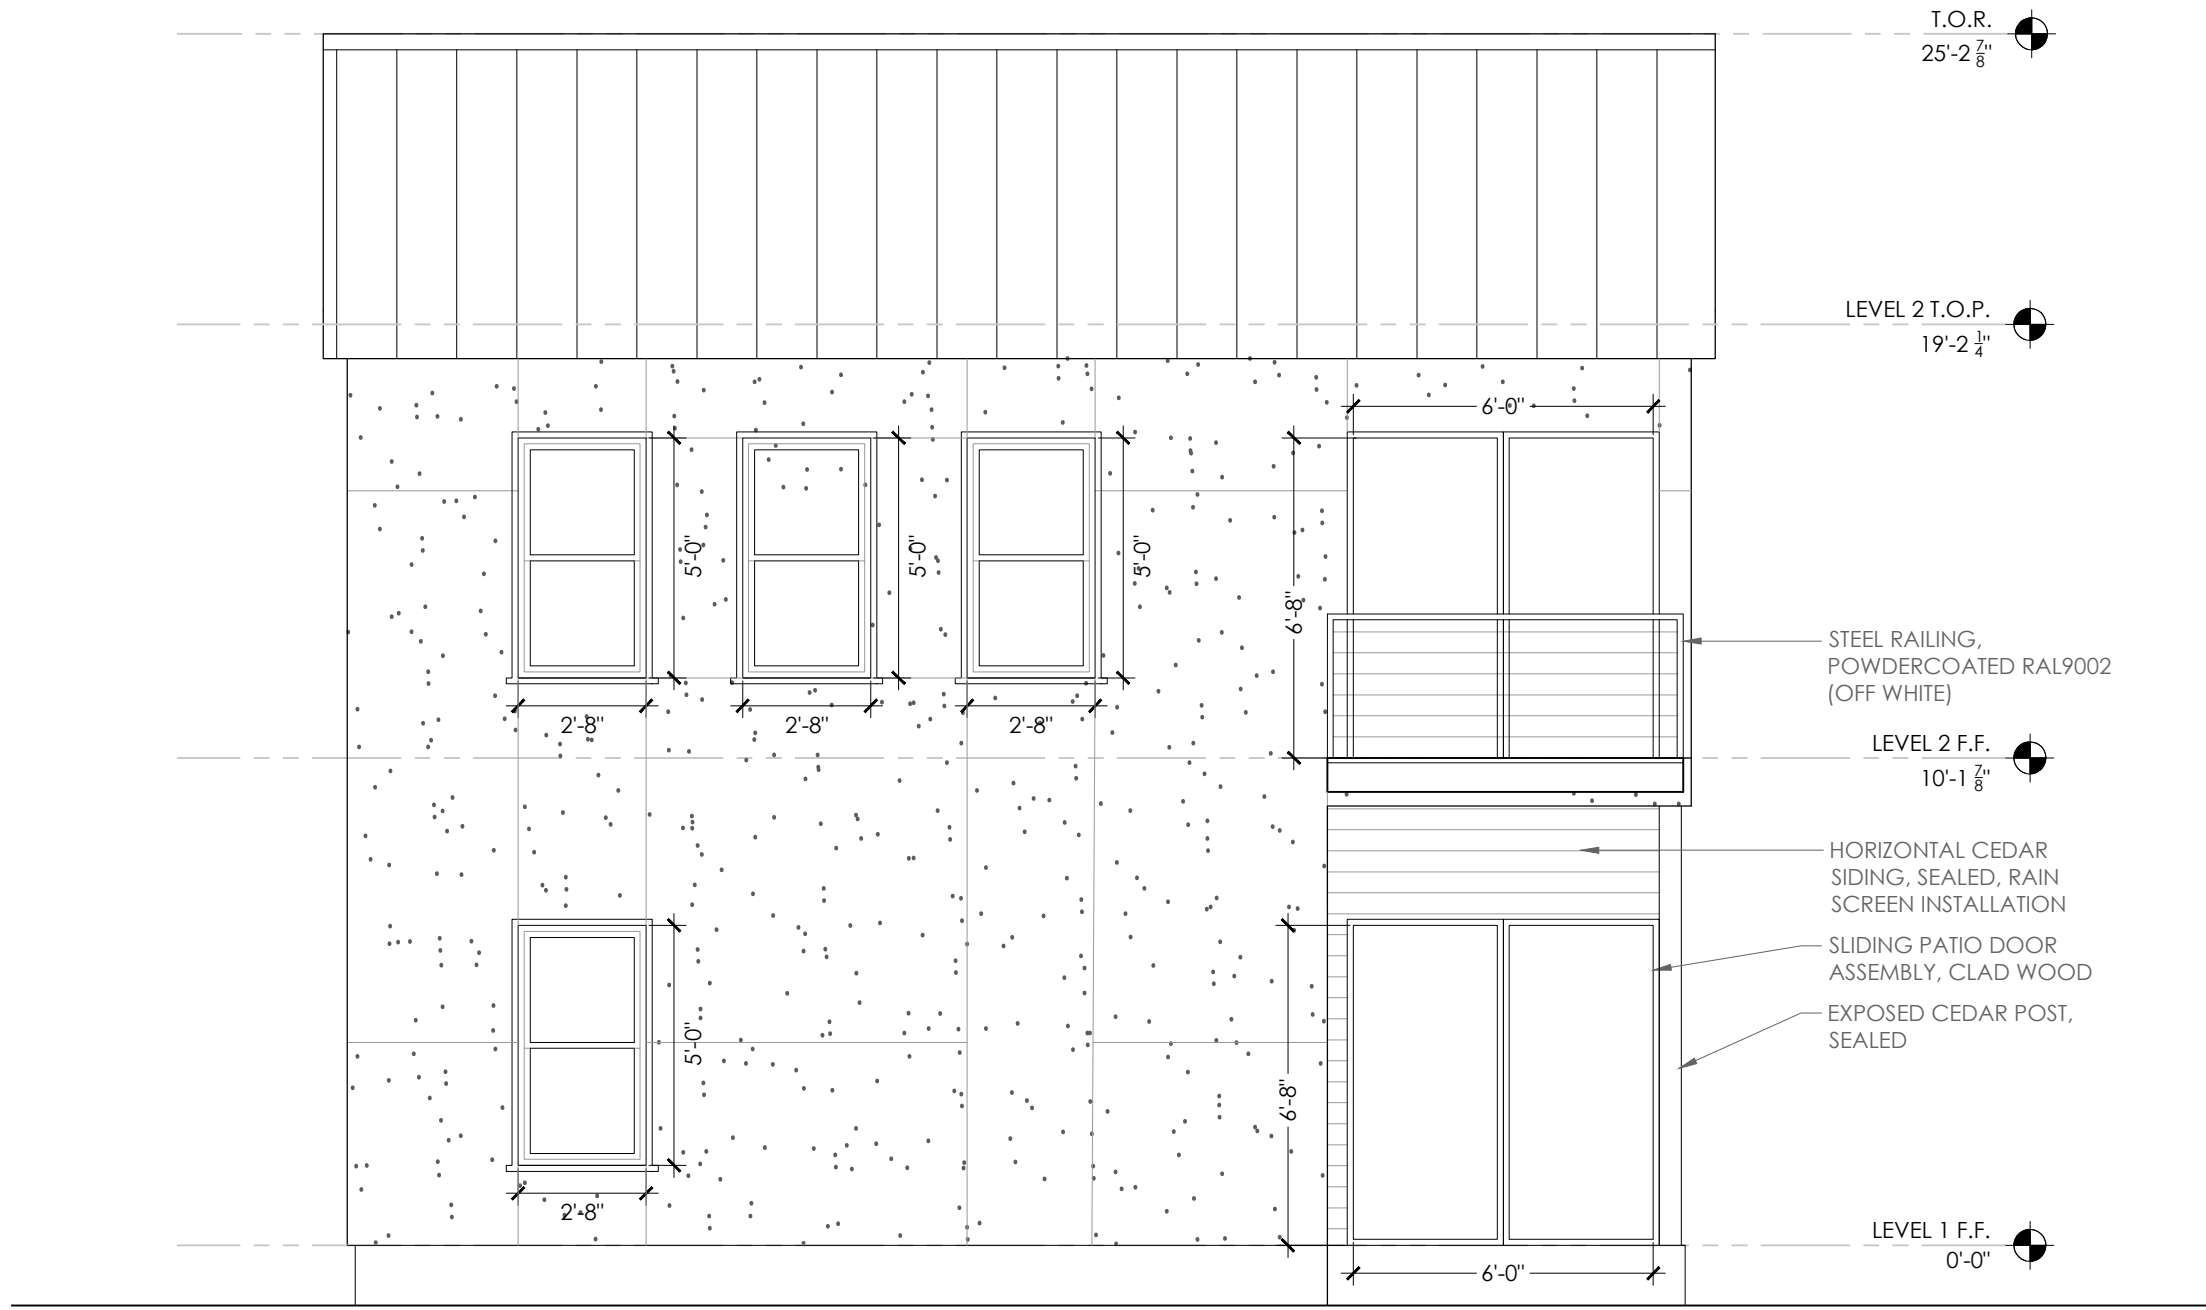 T.O.R.
25'-2 7/8"
LEVEL 2 T.O.P.
19'-2 1/4"
6'-0"
5'-0"
5'-0"
5'-0"
6'-8"
STEEL RAILING,
POWDERCOATED RAL9002
(OFF WHITE)
2'-8"
2'-8"
2'-8"
LEVEL 2 F.F.
10'-1 7/8"
HORIZONTAL CEDAR
SIDING, SEALED, RAIN
SCREEN INSTALLATION
SLIDING PATIO DOOR
ASSEMBLY, CLAD WOOD
EXPOSED CEDAR POST,
SEALED
5'-0"
6'-8"
2'-8"
LEVEL 1 F.F.
0'-0"
6'-0"